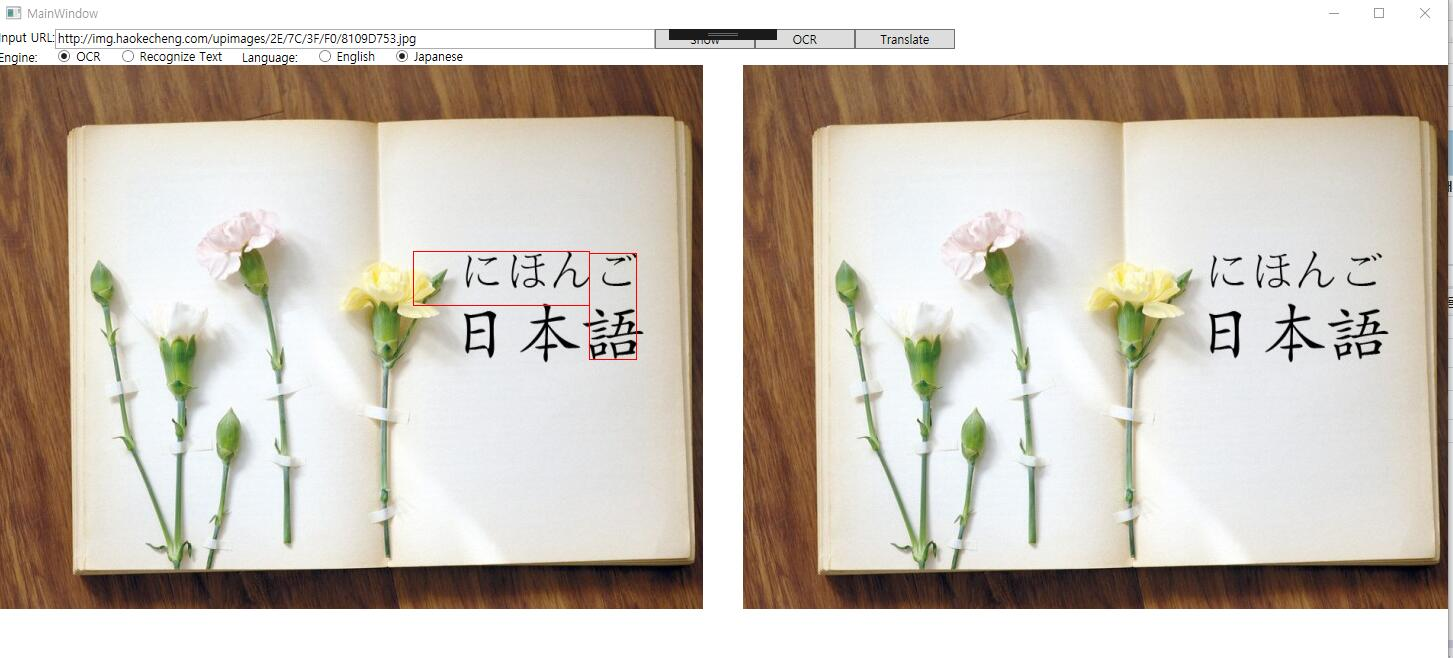 MainWindow
Input URL: http://img.haokecheng.com/upimages/2E/7C/3F/F0/8109D753.jpg Show OCR Translate
Engine: OCR Recognize Text Language: English Japanese
にほんご にほんご
日本語 日本語